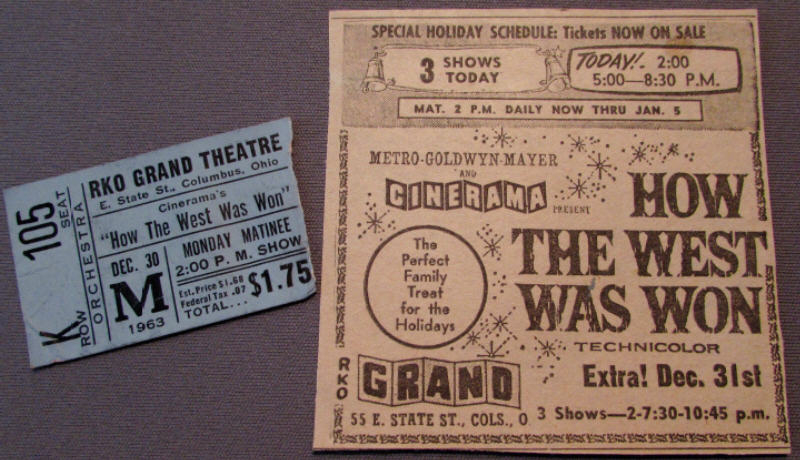 105
SEAT
K
ROW
ORCHESTRA
RKO GRAND THEATRE
E. State St., Columbus, Ohio
Cinerama's
"How The West Was Won"
DEC. 30
M
1963
MONDAY MATINEE
2:00 P.M. SHOW
Est. Price $1.68
Federal Tax .07
TOTAL...
$1.75
SPECIAL HOLIDAY SCHEDULE: Tickets NOW ON SALE
3 SHOWS
TODAY
TODAY!. 2:00
5:00—8:30 P.M.
MAT. 2 P.M. DAILY NOW THRU JAN. 5
METRO-GOLDWYN-MAYER
AND
CINERAMA
PRESENT
HOW
THE WEST
WAS WON
TECHNICOLOR
The
Perfect
Family
Treat
for the
Holidays
RKO
GRAND
55 E. STATE ST., COLS., O
Extra! Dec. 31st
3 Shows—2-7:30-10:45 p.m.